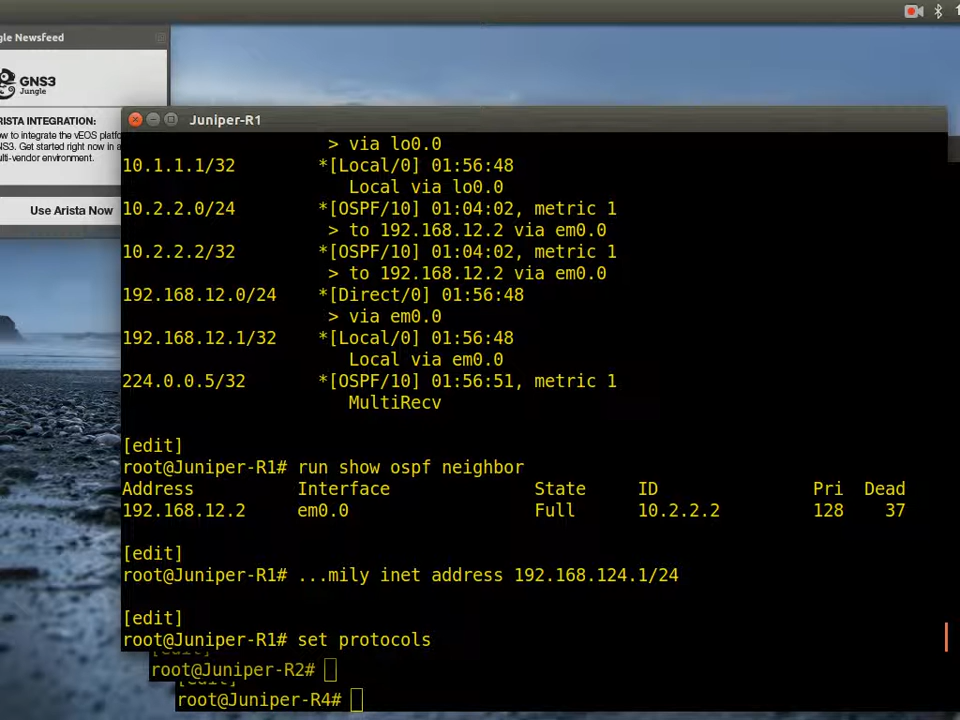 gle Newsfeed
GNS3
Jungle
RISTA INTEGRATION:
ow to integrate the vEOS platfo
NS3. Get started right now in a
ulti-vendor environment.
Use Arista Now
Juniper-R1
> via lo0.0
10.1.1.1/32 *[Local/0] 01:56:48
Local via lo0.0
10.2.2.0/24 *[OSPF/10] 01:04:02, metric 1
> to 192.168.12.2 via em0.0
10.2.2.2/32 *[OSPF/10] 01:04:02, metric 1
> to 192.168.12.2 via em0.0
192.168.12.0/24 *[Direct/0] 01:56:48
> via em0.0
192.168.12.1/32 *[Local/0] 01:56:48
Local via em0.0
224.0.0.5/32 *[OSPF/10] 01:56:51, metric 1
MultiRecv
[edit]
root@Juniper-R1# run show ospf neighbor
Address Interface State ID Pri Dead
192.168.12.2 em0.0 Full 10.2.2.2 128 37
[edit]
root@Juniper-R1# ...mily inet address 192.168.124.1/24
[edit]
root@Juniper-R1# set protocols
[edit]
root@Juniper-R2#
[edit]
root@Juniper-R4#